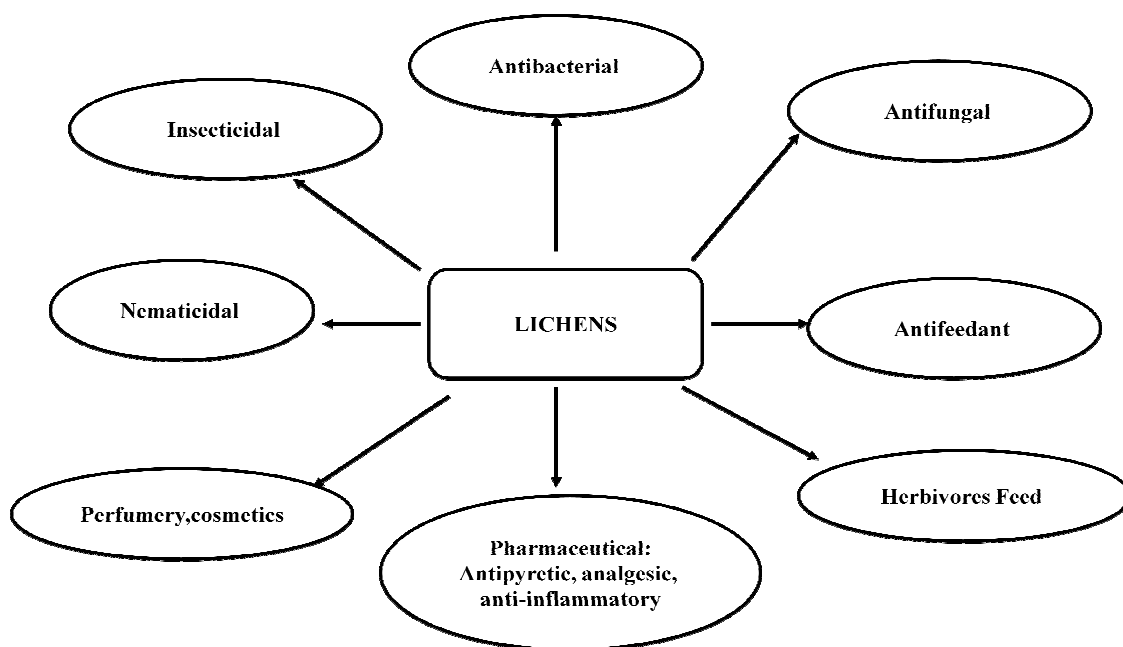 Antibacterial
Insecticidal
Antifungal
Nematicidal
LICHENS
Antifeedant
Perfumery,cosmetics
Herbivores Feed
Pharmaceutical:
Antipyretic, analgesic,
anti-inflammatory